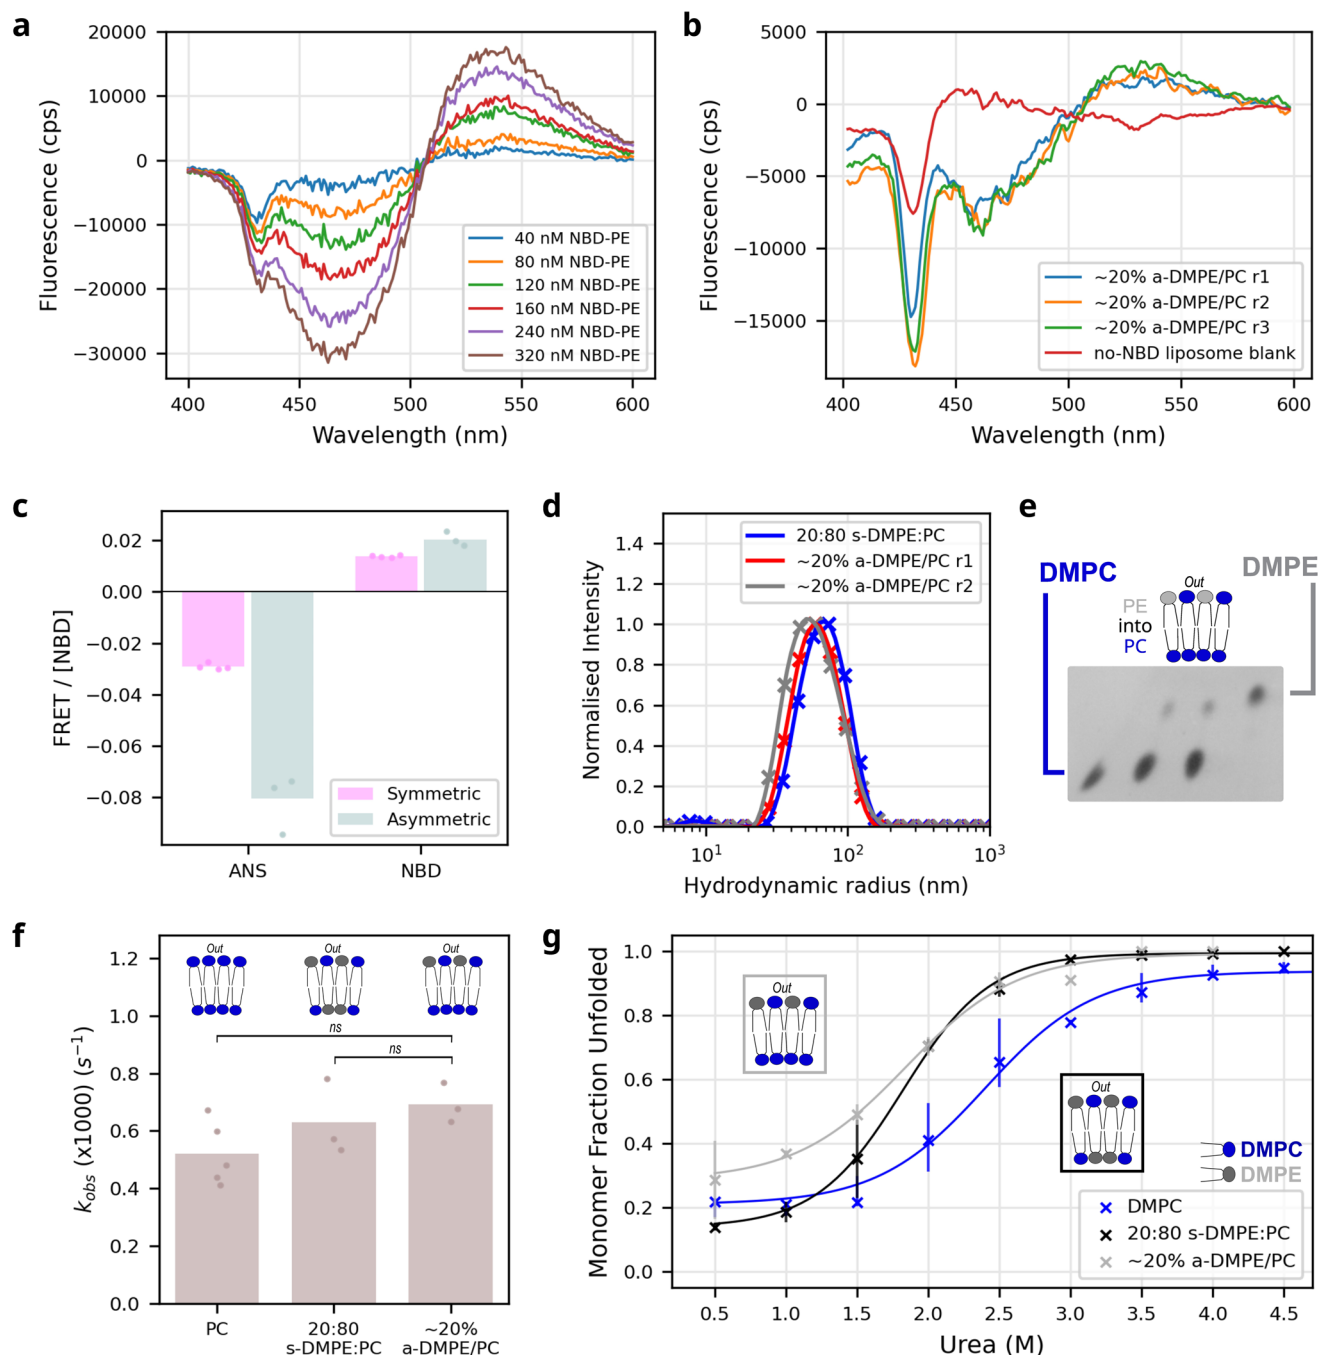 a
20000
10000
0
−10000
−20000
−30000
Fluorescence (cps)
400
450
500
550
600
Wavelength (nm)
40 nM NBD-PE
80 nM NBD-PE
120 nM NBD-PE
160 nM NBD-PE
240 nM NBD-PE
320 nM NBD-PE
b
5000
0
−5000
−10000
−15000
Fluorescence (cps)
400
450
500
550
600
Wavelength (nm)
~20% a-DMPE/PC r1
~20% a-DMPE/PC r2
~20% a-DMPE/PC r3
no-NBD liposome blank
c
0.02
0.00
−0.02
−0.04
−0.06
−0.08
FRET / [NBD]
Symmetric
Asymmetric
ANS
NBD
d
1.4
1.2
1.0
0.8
0.6
0.4
0.2
0.0
Normalised Intensity
20:80 s-DMPE:PC
~20% a-DMPE/PC r1
~20% a-DMPE/PC r2
10¹
10²
10³
Hydrodynamic radius (nm)
e
DMPC
DMPE
Out
PE
into
PC
f
1.2
1.0
0.8
0.6
0.4
0.2
0.0
k_obs (x1000) (s⁻¹)
Out
Out
Out
ns
ns
PC
20:80
s-DMPE:PC
~20%
a-DMPE/PC
g
1.0
0.8
0.6
0.4
0.2
0.0
Monomer Fraction Unfolded
Out
Out
DMPC
DMPE
DMPC
20:80 s-DMPE:PC
~20% a-DMPE/PC
0.5
1.0
1.5
2.0
2.5
3.0
3.5
4.0
4.5
Urea (M)